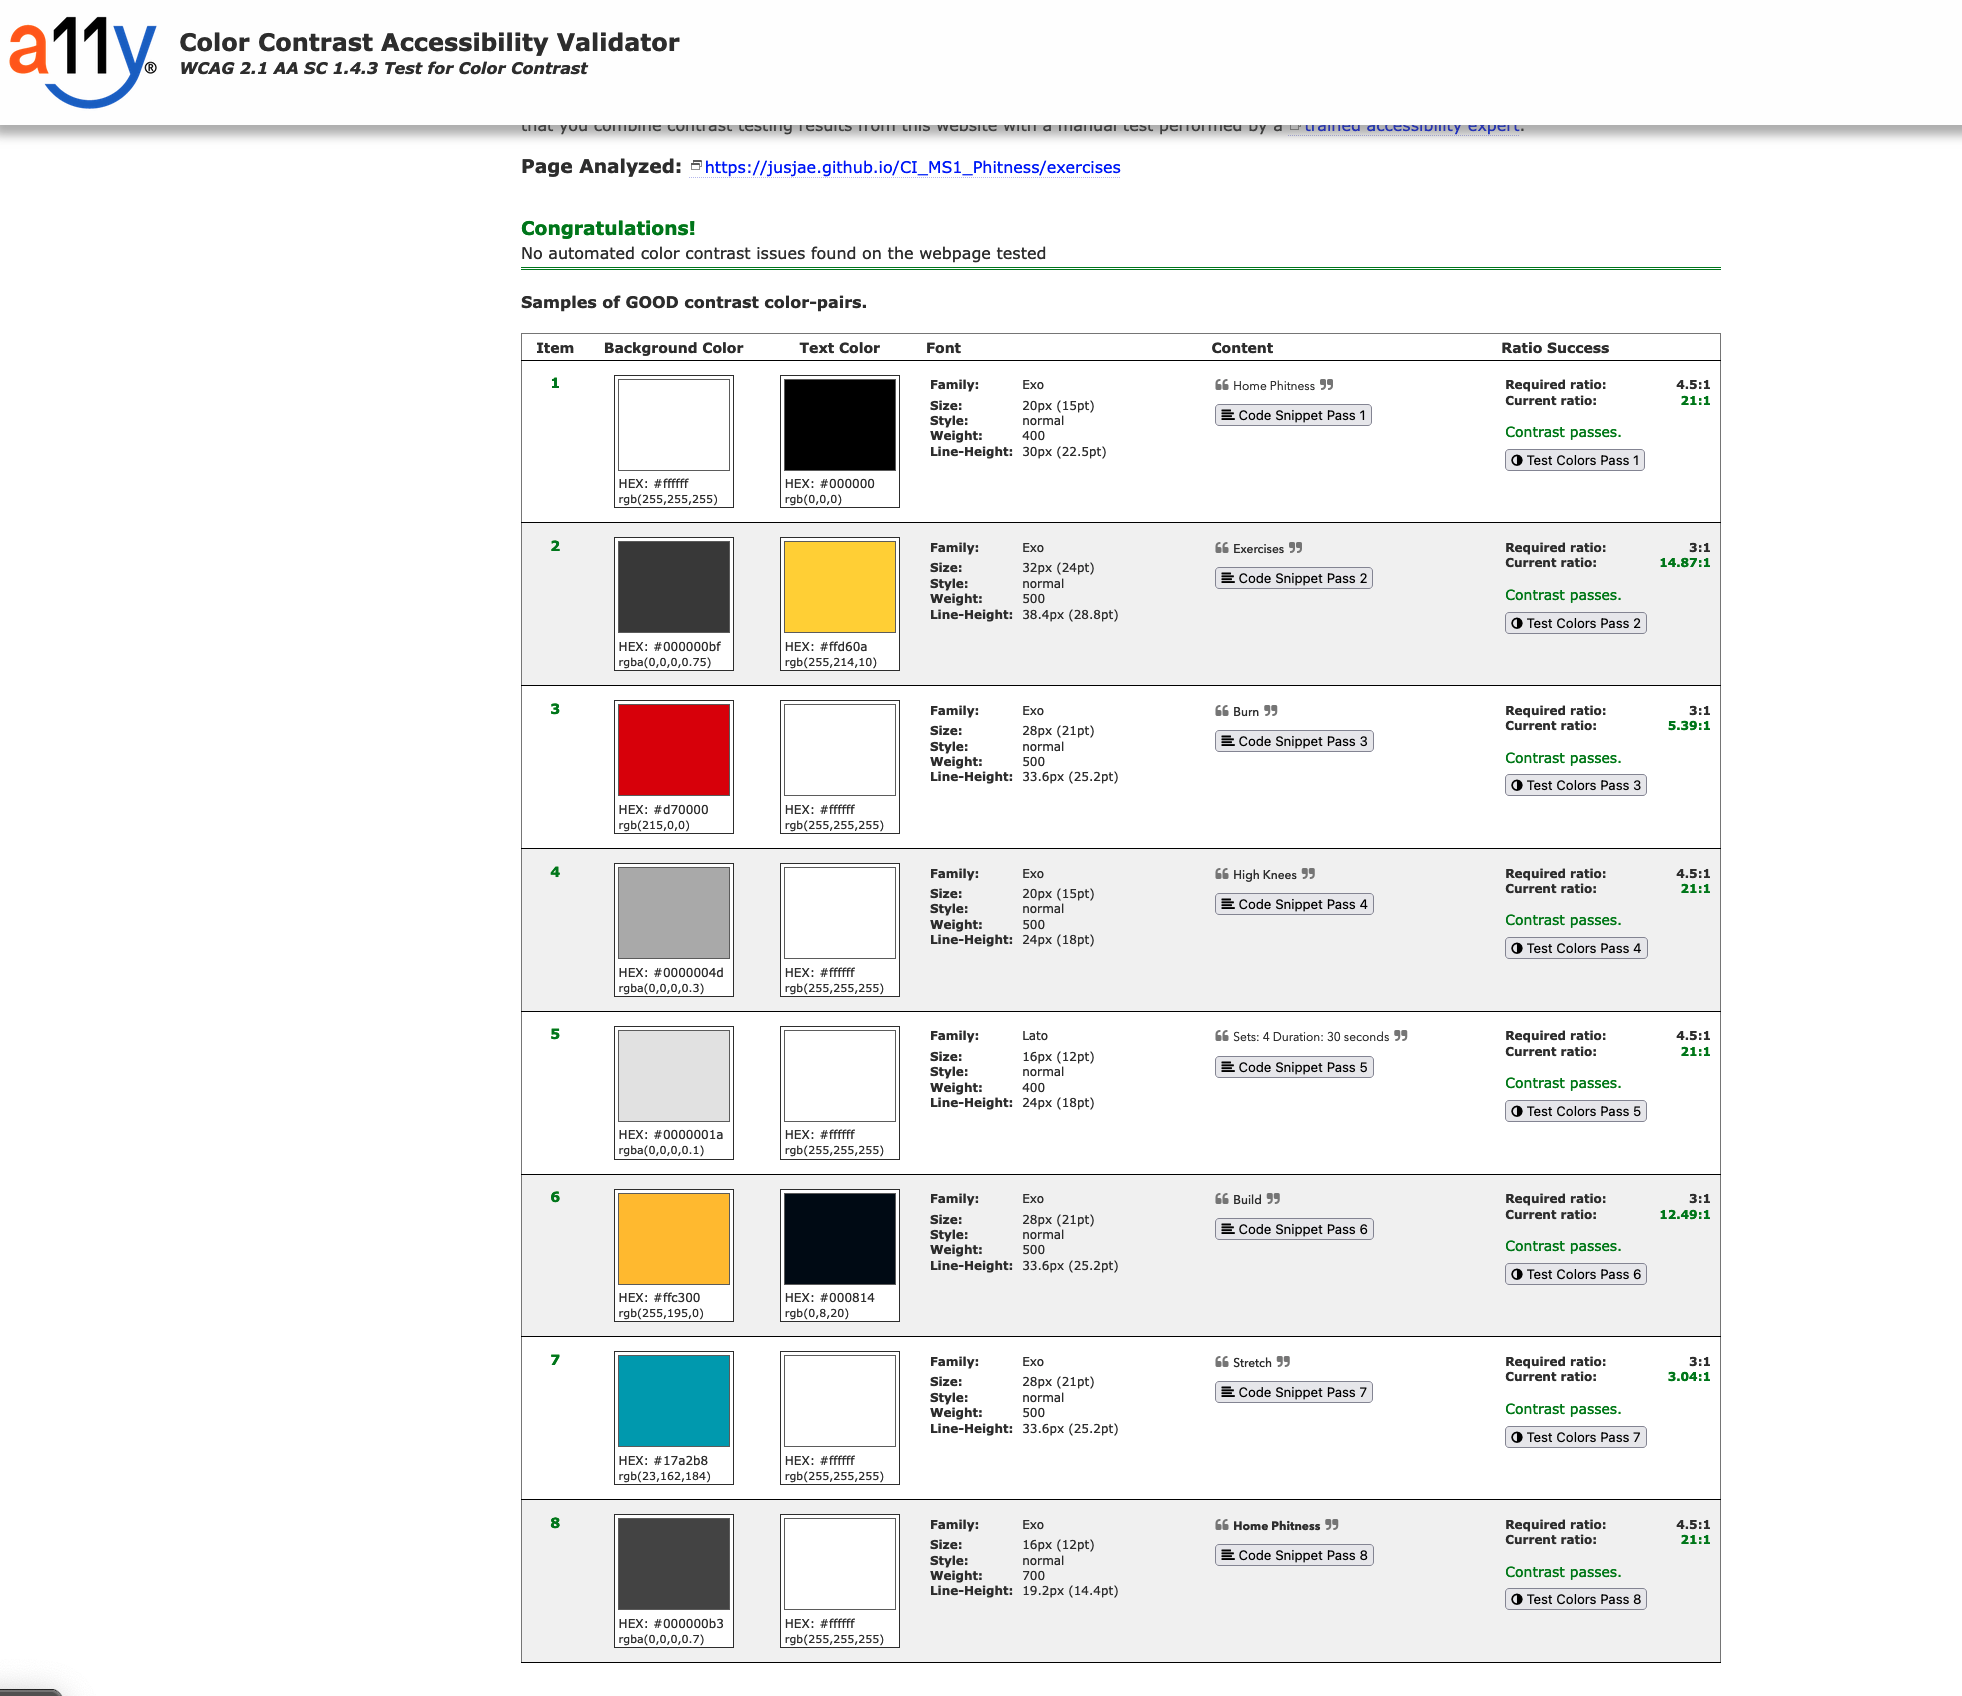 a11y®
Color Contrast Accessibility Validator
WCAG 2.1 AA SC 1.4.3 Test for Color Contrast
that you combine contrast testing results from this website with a manual test performed by a trained accessibility expert.
Page Analyzed: https://jusjae.github.io/CI_MS1_Phitness/exercises
Congratulations!
No automated color contrast issues found on the webpage tested
Samples of GOOD contrast color-pairs.
Item Background Color Text Color Font Content Ratio Success
1
HEX: #ffffff
rgb(255,255,255)
HEX: #000000
rgb(0,0,0)
Family: Exo
Size: 20px (15pt)
Style: normal
Weight: 400
Line-Height: 30px (22.5pt)
❝ Home Phitness ❞
Code Snippet Pass 1
Required ratio: 4.5:1
Current ratio: 21:1
Contrast passes.
Test Colors Pass 1
2
HEX: #000000bf
rgba(0,0,0,0.75)
HEX: #ffd60a
rgb(255,214,10)
Family: Exo
Size: 32px (24pt)
Style: normal
Weight: 500
Line-Height: 38.4px (28.8pt)
❝ Exercises ❞
Code Snippet Pass 2
Required ratio: 3:1
Current ratio: 14.87:1
Contrast passes.
Test Colors Pass 2
3
HEX: #d70000
rgb(215,0,0)
HEX: #ffffff
rgb(255,255,255)
Family: Exo
Size: 28px (21pt)
Style: normal
Weight: 500
Line-Height: 33.6px (25.2pt)
❝ Burn ❞
Code Snippet Pass 3
Required ratio: 3:1
Current ratio: 5.39:1
Contrast passes.
Test Colors Pass 3
4
HEX: #0000004d
rgba(0,0,0,0.3)
HEX: #ffffff
rgb(255,255,255)
Family: Exo
Size: 20px (15pt)
Style: normal
Weight: 500
Line-Height: 24px (18pt)
❝ High Knees ❞
Code Snippet Pass 4
Required ratio: 4.5:1
Current ratio: 21:1
Contrast passes.
Test Colors Pass 4
5
HEX: #0000001a
rgba(0,0,0,0.1)
HEX: #ffffff
rgb(255,255,255)
Family: Lato
Size: 16px (12pt)
Style: normal
Weight: 400
Line-Height: 24px (18pt)
❝ Sets: 4 Duration: 30 seconds ❞
Code Snippet Pass 5
Required ratio: 4.5:1
Current ratio: 21:1
Contrast passes.
Test Colors Pass 5
6
HEX: #ffc300
rgb(255,195,0)
HEX: #000814
rgb(0,8,20)
Family: Exo
Size: 28px (21pt)
Style: normal
Weight: 500
Line-Height: 33.6px (25.2pt)
❝ Build ❞
Code Snippet Pass 6
Required ratio: 3:1
Current ratio: 12.49:1
Contrast passes.
Test Colors Pass 6
7
HEX: #17a2b8
rgb(23,162,184)
HEX: #ffffff
rgb(255,255,255)
Family: Exo
Size: 28px (21pt)
Style: normal
Weight: 500
Line-Height: 33.6px (25.2pt)
❝ Stretch ❞
Code Snippet Pass 7
Required ratio: 3:1
Current ratio: 3.04:1
Contrast passes.
Test Colors Pass 7
8
HEX: #000000b3
rgba(0,0,0,0.7)
HEX: #ffffff
rgb(255,255,255)
Family: Exo
Size: 16px (12pt)
Style: normal
Weight: 700
Line-Height: 19.2px (14.4pt)
❝ Home Phitness ❞
Code Snippet Pass 8
Required ratio: 4.5:1
Current ratio: 21:1
Contrast passes.
Test Colors Pass 8